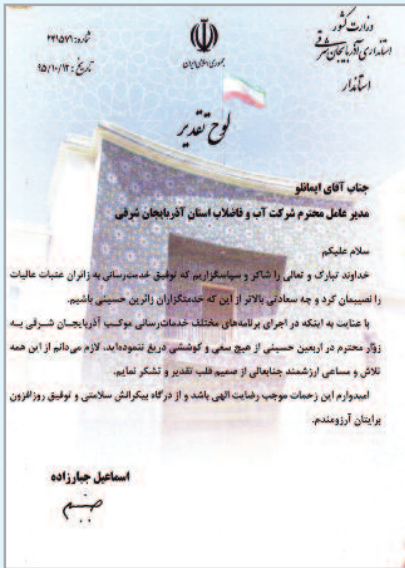 وزارت کشور
استانداری آذربایجان شرقی
استاندار
جمهوری اسلامی ایران
شماره: ۲۴۱۵۷۱
تاریخ: ۹۵/۱۰/۱۲
لوح تقدیر
جناب آقای ایمانلو
مدیر عامل محترم شرکت آب و فاضلاب استان آذربایجان شرقی
سلام علیکم
خداوند تبارک و تعالی را شاکر و سپاسگزاریم که توفیق خدمت‌رسانی به زائران عتبات عالیات
را نصیبمان کرد و چه سعادتی بالاتر از این که خدمتگزاران زائرین حسینی باشیم.
با عنایت به اینکه در اجرای برنامه‌های مختلف خدمات‌رسانی موکب آذربایجان شرقی به
زوّار محترم در اربعین حسینی از هیچ سعی و کوششی دریغ ننموده‌اید. لازم می‌دانم از این همه
تلاش و مساعی ارزشمند جنابعالی از صمیم قلب تقدیر و تشکر نمایم.
امیدوارم این زحمات موجب رضایت الهی باشد و از درگاه بیکرانش سلامتی و توفیق روزافزون
برایتان آرزومندم.
اسماعیل جبارزاده